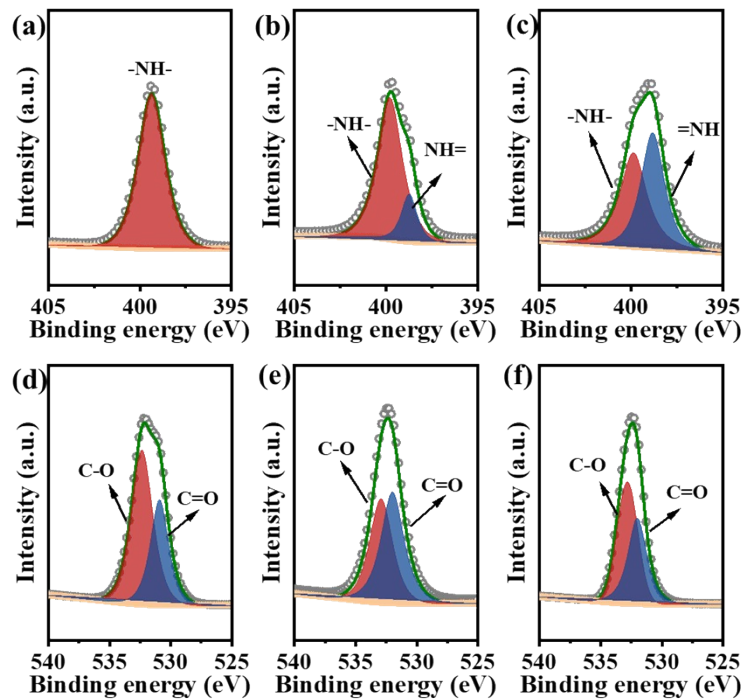 (a)
-NH-
Intensity (a.u.)
405 400 395
Binding energy (eV)
(b)
-NH-
NH=
Intensity (a.u.)
405 400 395
Binding energy (eV)
(c)
-NH-
=NH
Intensity (a.u.)
405 400 395
Binding energy (eV)
(d)
C-O
C=O
Intensity (a.u.)
540 535 530 525
Binding energy (eV)
(e)
C-O
C=O
Intensity (a.u.)
540 535 530 525
Binding energy (eV)
(f)
C-O
C=O
Intensity (a.u.)
540 535 530 525
Binding energy (eV)